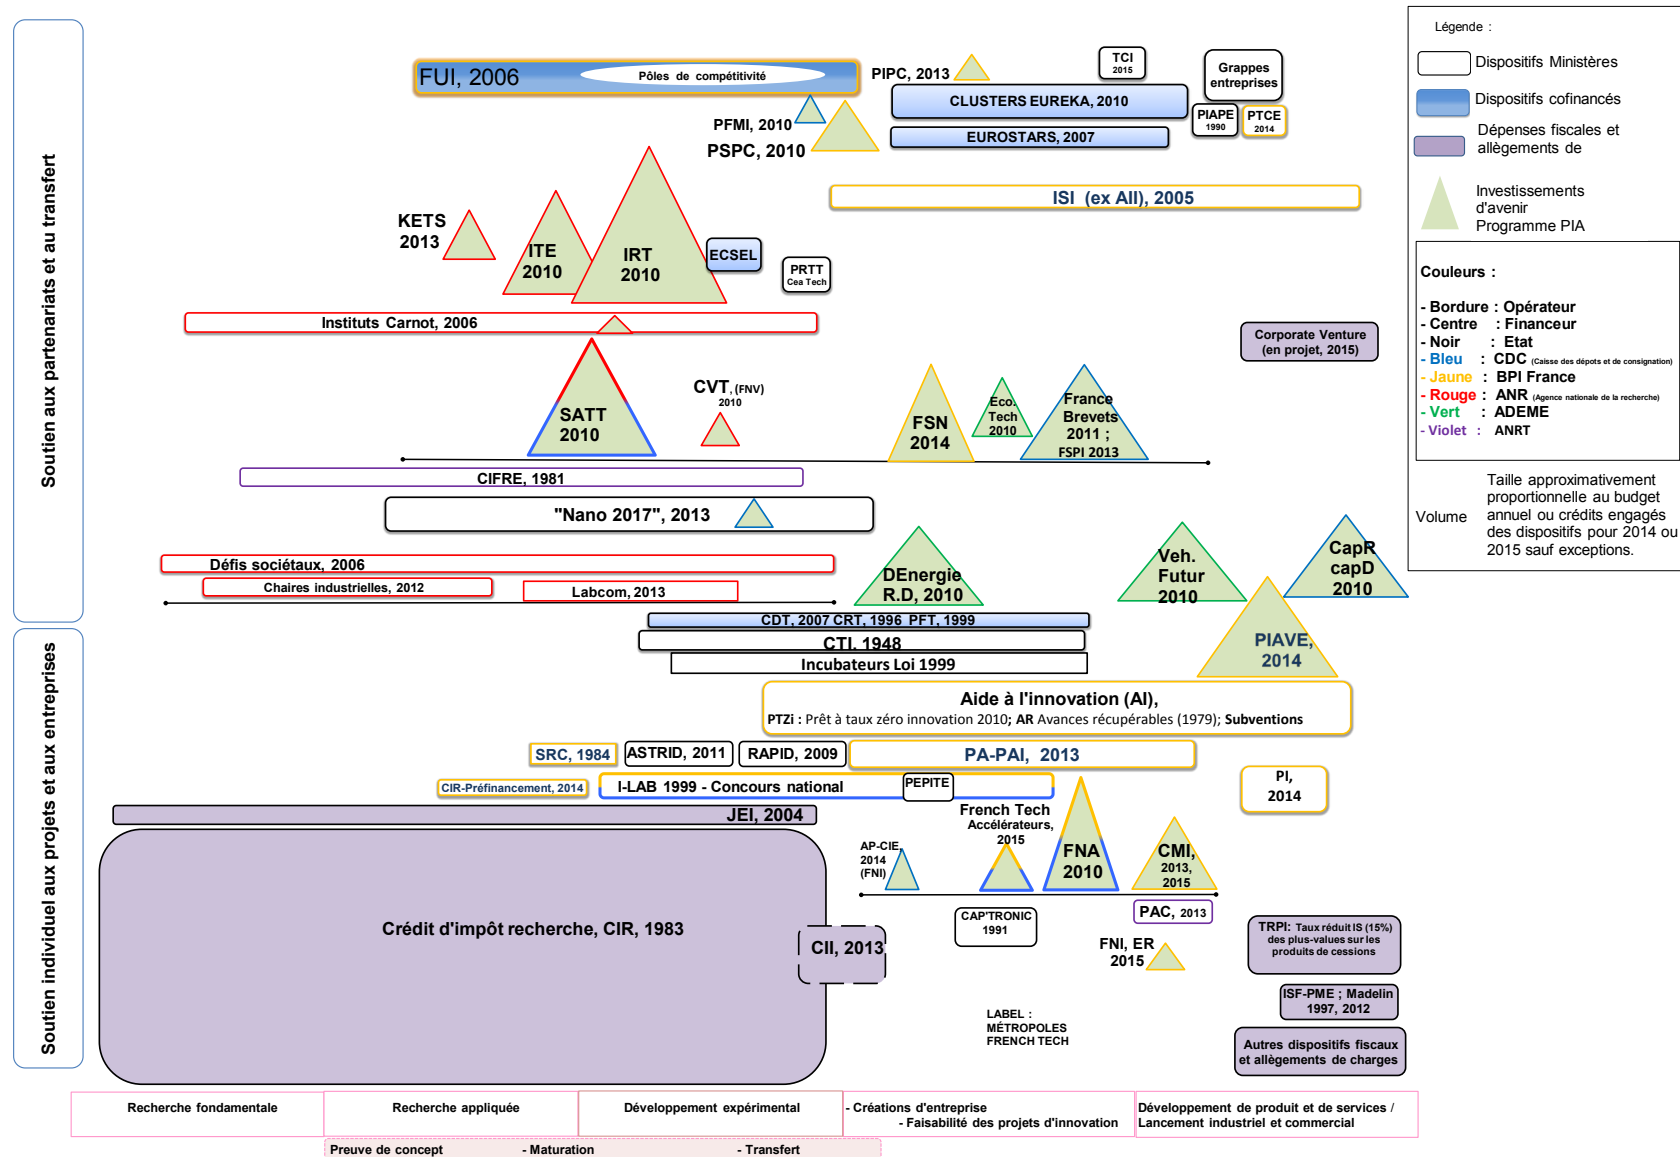 Soutien aux partenariats et au transfert
Soutien individuel aux projets et aux entreprises
FUI, 2006
Pôles de compétitivité
PIPC, 2013
TCI
2015
Grappes
entreprises
CLUSTERS EUREKA, 2010
PIAPE
1990
PTCE
2014
PFMI, 2010
PSPC, 2010
EUROSTARS, 2007
ISI (ex AII), 2005
KETS
2013
ITE
2010
IRT
2010
ECSEL
PRTT
Cea Tech
Instituts Carnot, 2006
Corporate Venture
(en projet, 2015)
SATT
2010
CVT, (FNV)
2010
FSN
2014
Eco.
Tech
2010
France
Brevets
2011 ;
FSPI 2013
CIFRE, 1981
"Nano 2017", 2013
Défis sociétaux, 2006
Chaires industrielles, 2012
Labcom, 2013
DEnergie
R.D, 2010
Veh.
Futur
2010
CapR
capD
2010
CDT, 2007 CRT, 1996 PFT, 1999
CTI, 1948
Incubateurs Loi 1999
PIAVE,
2014
Aide à l'innovation (AI),
PTZi : Prêt à taux zéro innovation 2010; AR Avances récupérables (1979); Subventions
SRC, 1984
ASTRID, 2011
RAPID, 2009
PA-PAI, 2013
CIR-Préfinancement, 2014
I-LAB 1999 - Concours national
PEPITE
PI,
2014
JEI, 2004
French Tech
Accélérateurs,
2015
AP-CIE,
2014
(FNI)
FNA
2010
CMI,
2013,
2015
Crédit d'impôt recherche, CIR, 1983
CII, 2013
CAP'TRONIC
1991
PAC, 2013
FNI, ER
2015
TRPI: Taux réduit IS (15%)
des plus-values sur les
produits de cessions
ISF-PME ; Madelin
1997, 2012
LABEL :
MÉTROPOLES
FRENCH TECH
Autres dispositifs fiscaux
et allègements de charges
Recherche fondamentale
Recherche appliquée
Développement expérimental
- Créations d'entreprise
- Faisabilité des projets d'innovation
Développement de produit et de services /
Lancement industriel et commercial
Preuve de concept - Maturation - Transfert
Légende :
Dispositifs Ministères
Dispositifs cofinancés
Dépenses fiscales et
allègements de
Investissements
d'avenir
Programme PIA
Couleurs :
- Bordure : Opérateur
- Centre : Financeur
- Noir : Etat
- Bleu : CDC (Caisse des dépots et de consignation)
- Jaune : BPI France
- Rouge : ANR (Agence nationale de la recherche)
- Vert : ADEME
- Violet : ANRT
Volume
Taille approximativement
proportionnelle au budget
annuel ou crédits engagés
des dispositifs pour 2014 ou
2015 sauf exceptions.